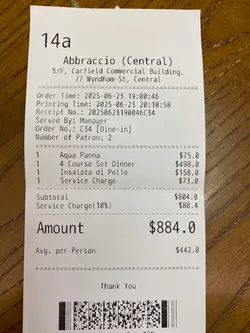 14a
Abbraccio (Central)
5/F, Carfield Commercial Building,
77 Wyndham St, Central
Order Time: 2025-06-23 19:00:46
Printing Time: 2025-06-23 20:18:58
Receipt No.: 20250623190046C34
Served By: Manager
Order No.: C34 [Dine-in]
Number of Patron: 2
1 Aqua Panna $75.0
1 4 Course Set Dinner $498.0
1 Insalata di Pollo $158.0
1 Service Charge $73.0
Subtotal $804.0
Service Charge(10%) $80.4
Amount $884.0
Avg. per Person $442.0
Thank You